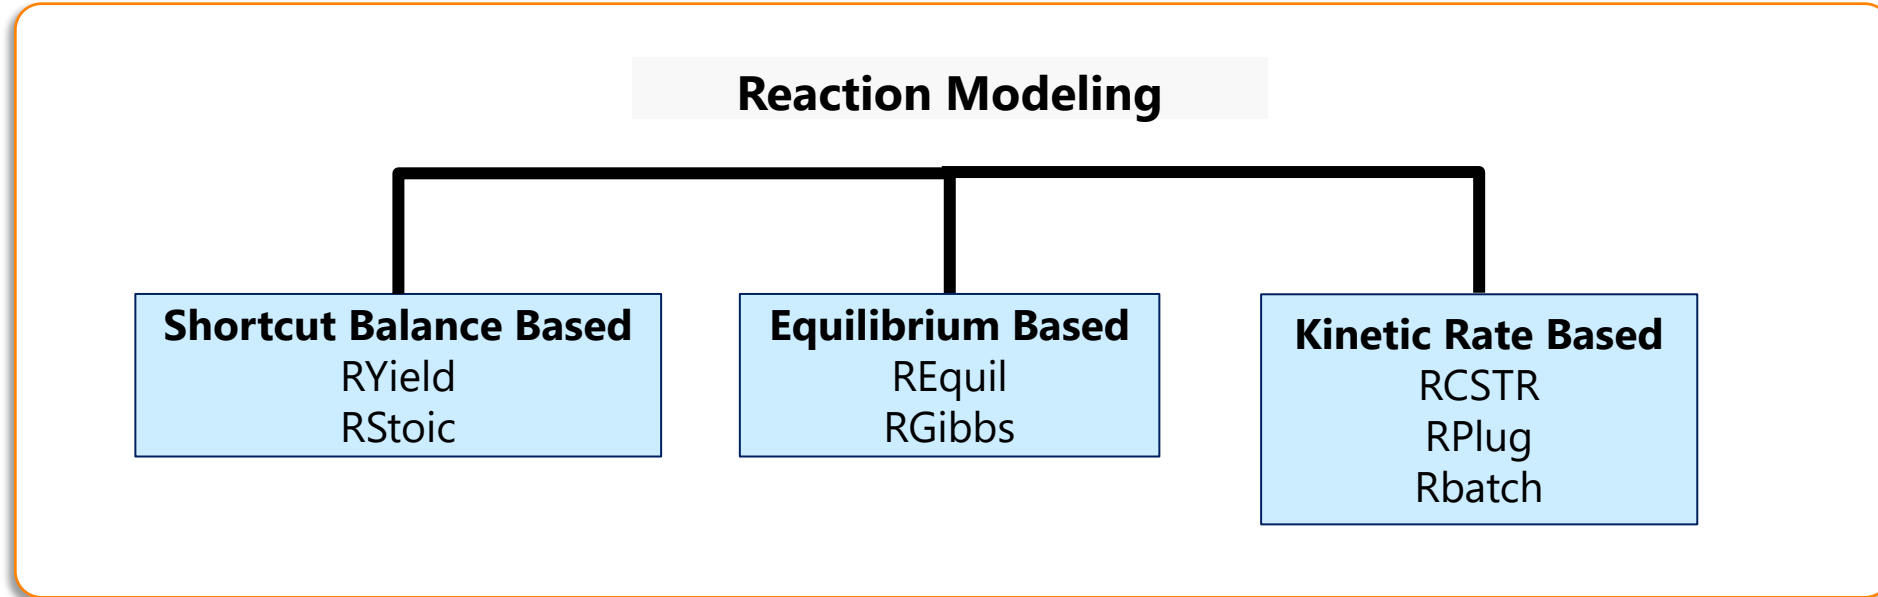 Reaction Modeling
Shortcut Balance Based
RYield
RStoic
Equilibrium Based
REquil
RGibbs
Kinetic Rate Based
RCSTR
RPlug
Rbatch